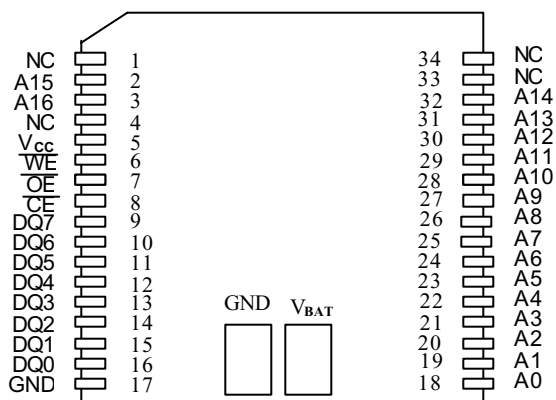 NC 1 34 NC
A15 2 33 NC
A16 3 32 A14
NC 4 31 A13
Vcc 5 30 A12
W̅E̅ 6 29 A11
O̅E̅ 7 28 A10
C̅E̅ 8 27 A9
DQ7 9 26 A8
DQ6 10 25 A7
DQ5 11 24 A6
DQ4 12 23 A5
DQ3 13 22 A4
DQ2 14 21 A3
DQ1 15 20 A2
DQ0 16 19 A1
GND 17 18 A0
GND VBAT